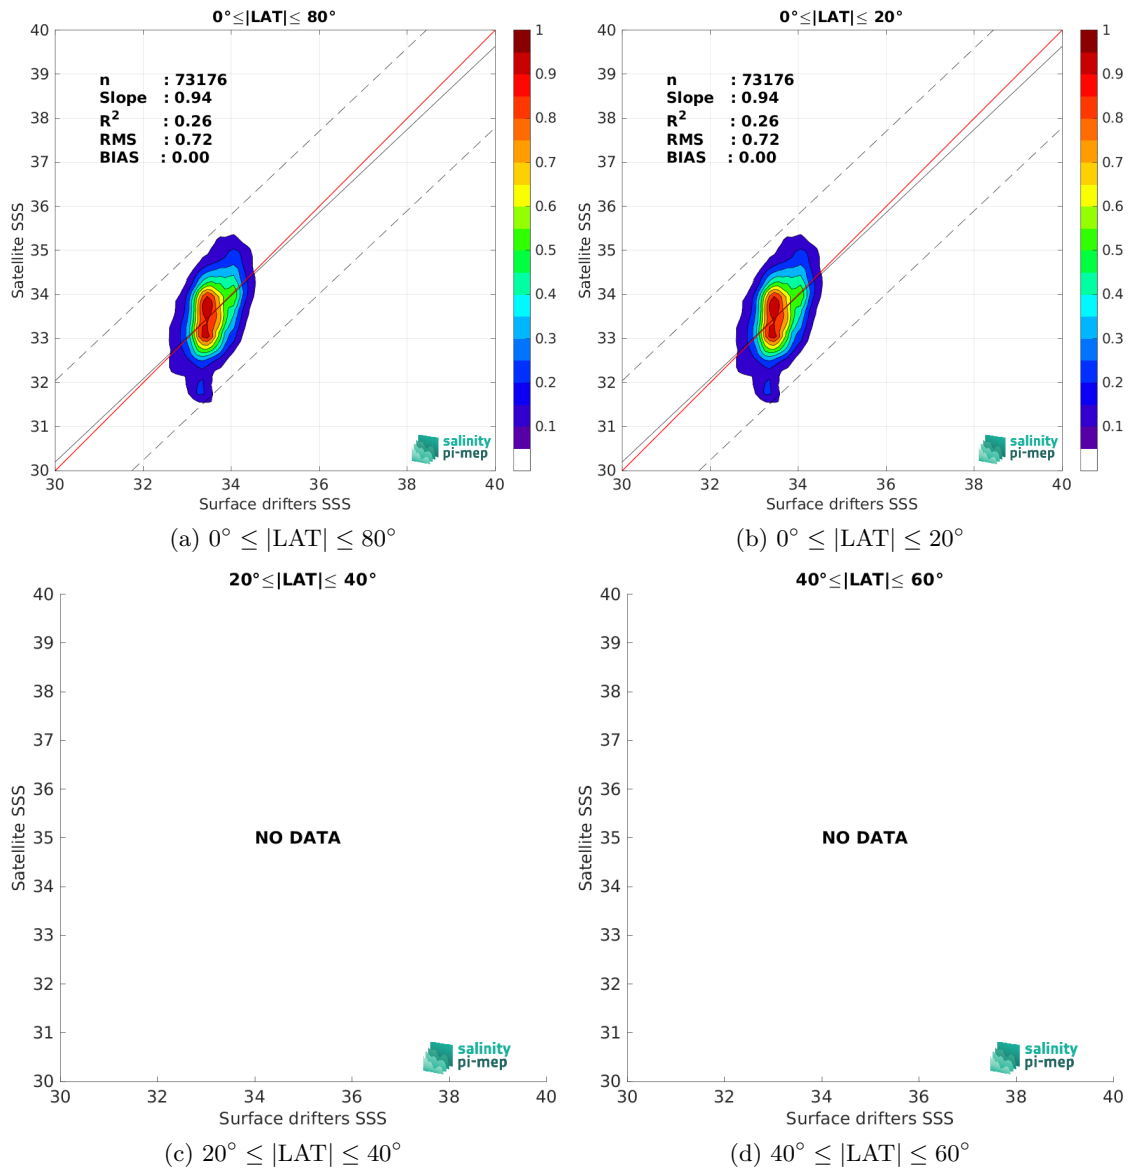 0°≤|LAT|≤ 80°
40
39
38
37
36
35
34
33
32
31
30
n : 73176
Slope : 0.94
R² : 0.26
RMS : 0.72
BIAS : 0.00
Satellite SSS
30 32 34 36 38 40
Surface drifters SSS
1
0.9
0.8
0.7
0.6
0.5
0.4
0.3
0.2
0.1
salinity
pi-mep
(a) 0° ≤ |LAT| ≤ 80°
0°≤|LAT|≤ 20°
40
39
38
37
36
35
34
33
32
31
30
n : 73176
Slope : 0.94
R² : 0.26
RMS : 0.72
BIAS : 0.00
Satellite SSS
30 32 34 36 38 40
Surface drifters SSS
1
0.9
0.8
0.7
0.6
0.5
0.4
0.3
0.2
0.1
salinity
pi-mep
(b) 0° ≤ |LAT| ≤ 20°
20°≤|LAT|≤ 40°
40
39
38
37
36
35
34
33
32
31
30
Satellite SSS
NO DATA
salinity
pi-mep
30 32 34 36 38 40
Surface drifters SSS
(c) 20° ≤ |LAT| ≤ 40°
40°≤|LAT|≤ 60°
40
39
38
37
36
35
34
33
32
31
30
Satellite SSS
NO DATA
salinity
pi-mep
30 32 34 36 38 40
Surface drifters SSS
(d) 40° ≤ |LAT| ≤ 60°